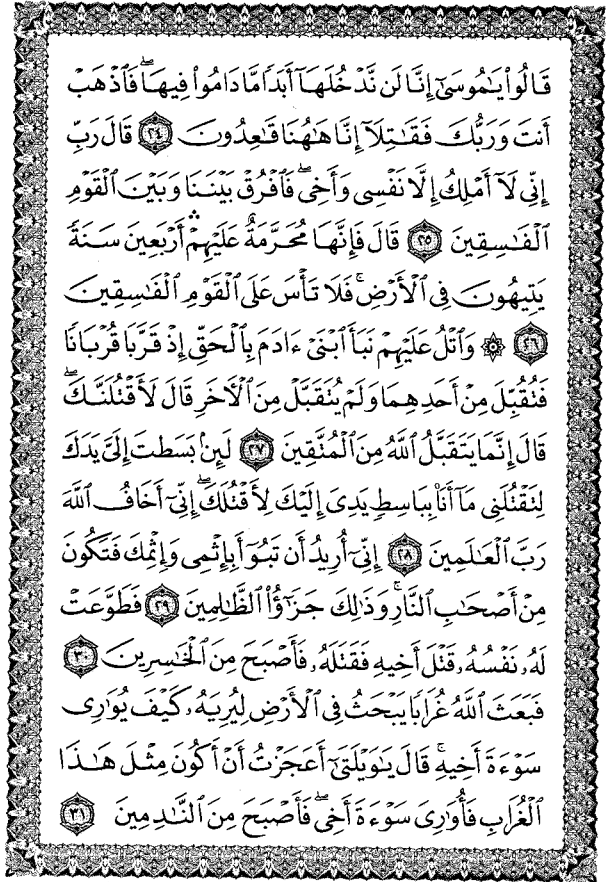 قَالُواْ يَٰمُوسَىٰٓ إِنَّا لَن نَّدۡخُلَهَآ أَبَدٗا مَّا دَامُواْ فِيهَا فَٱذۡهَبۡ
أَنتَ وَرَبُّكَ فَقَٰتِلَآ إِنَّا هَٰهُنَا قَٰعِدُونَ ٢٤ قَالَ رَبِّ
إِنِّي لَآ أَمۡلِكُ إِلَّا نَفۡسِي وَأَخِيۖ فَٱفۡرُقۡ بَيۡنَنَا وَبَيۡنَ ٱلۡقَوۡمِ
ٱلۡفَٰسِقِينَ ٢٥ قَالَ فَإِنَّهَا مُحَرَّمَةٌ عَلَيۡهِمۡۛ أَرۡبَعِينَ سَنَةٗ
يَتِيهُونَ فِي ٱلۡأَرۡضِۚ فَلَا تَأۡسَ عَلَى ٱلۡقَوۡمِ ٱلۡفَٰسِقِينَ
٢٦ ۞ وَٱتۡلُ عَلَيۡهِمۡ نَبَأَ ٱبۡنَيۡ ءَادَمَ بِٱلۡحَقِّ إِذۡ قَرَّبَا قُرۡبَانٗا
فَتُقُبِّلَ مِنۡ أَحَدِهِمَا وَلَمۡ يُتَقَبَّلۡ مِنَ ٱلۡأٓخَرِ قَالَ لَأَقۡتُلَنَّكَۖ
قَالَ إِنَّمَا يَتَقَبَّلُ ٱللَّهُ مِنَ ٱلۡمُتَّقِينَ ٢٧ لَئِنۢ بَسَطتَ إِلَيَّ يَدَكَ
لِتَقۡتُلَنِي مَآ أَنَا۠ بِبَاسِطٖ يَدِيَ إِلَيۡكَ لِأَقۡتُلَكَۖ إِنِّيٓ أَخَافُ ٱللَّهَ
رَبَّ ٱلۡعَٰلَمِينَ ٢٨ إِنِّيٓ أُرِيدُ أَن تَبُوٓأَ بِإِثۡمِي وَإِثۡمِكَ فَتَكُونَ
مِنۡ أَصۡحَٰبِ ٱلنَّارِۚ وَذَٰلِكَ جَزَٰٓؤُاْ ٱلظَّٰلِمِينَ ٢٩ فَطَوَّعَتۡ
لَهُۥ نَفۡسُهُۥ قَتۡلَ أَخِيهِ فَقَتَلَهُۥ فَأَصۡبَحَ مِنَ ٱلۡخَٰسِرِينَ ٣٠
فَبَعَثَ ٱللَّهُ غُرَابٗا يَبۡحَثُ فِي ٱلۡأَرۡضِ لِيُرِيَهُۥ كَيۡفَ يُوَٰرِي
سَوۡءَةَ أَخِيهِۚ قَالَ يَٰوَيۡلَتَىٰٓ أَعَجَزۡتُ أَنۡ أَكُونَ مِثۡلَ هَٰذَا
ٱلۡغُرَابِ فَأُوَٰرِيَ سَوۡءَةَ أَخِيۖ فَأَصۡبَحَ مِنَ ٱلنَّٰدِمِينَ ٣١